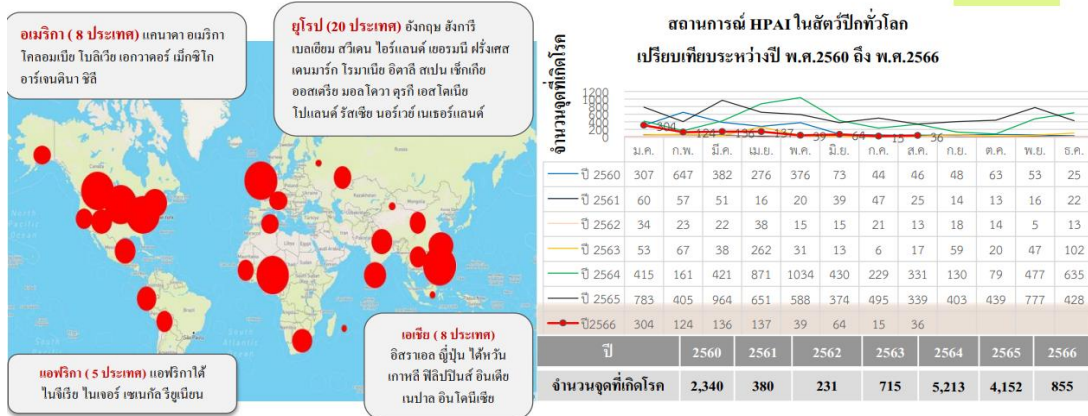 อเมริกา ( 8 ประเทศ) แคนาดา อเมริกา
โคลอมเบีย โบลิเวีย เอกวาดอร์ เม็กซิโก
อาร์เจนตินา ชิลี
ยุโรป (20 ประเทศ) อังกฤษ ฮังการี
เบลเยียม สวีเดน ไอร์แลนด์ เยอรมนี ฝรั่งเศส
เดนมาร์ก โรมาเนีย อิตาลี สเปน เช็กเกีย
ออสเตรีย มอลโดวา ตุรกี เอสโตเนีย
โปแลนด์ รัสเซีย นอร์เวย์ เนเธอร์แลนด์
แอฟริกา ( 5 ประเทศ) แอฟริกาใต้
ไนจีเรีย ไนเจอร์ เซเนกัล รียูเนียน
เอเชีย ( 8 ประเทศ)
อิสราเอล ญี่ปุ่น ไต้หวัน
เกาหลี ฟิลิปปินส์ อินเดีย
เนปาล อินโดนีเซีย
สถานการณ์ HPAI ในสัตว์ปีกทั่วโลก
เปรียบเทียบระหว่างปี พ.ศ.2560 ถึง พ.ศ.2566
จำนวนจุดที่เกิดโรค
1200
1000
800
600
400
200
0
304 124 136 137 39 64 15 36
ม.ค. ก.พ. มี.ค. เม.ย. พ.ค. มิ.ย. ก.ค. ส.ค. ก.ย. ต.ค. พ.ย. ธ.ค.
ปี 2560 307 647 382 276 376 73 44 46 48 63 53 25
ปี 2561 60 57 51 16 20 39 47 25 14 13 16 22
ปี 2562 34 23 22 38 15 15 21 13 18 14 5 13
ปี 2563 53 67 38 262 31 13 6 17 59 20 47 102
ปี 2564 415 161 421 871 1034 430 229 331 130 79 477 635
ปี 2565 783 405 964 651 588 374 495 339 403 439 777 428
ปี2566 304 124 136 137 39 64 15 36
ปี 2560 2561 2562 2563 2564 2565 2566
จำนวนจุดที่เกิดโรค 2,340 380 231 715 5,213 4,152 855